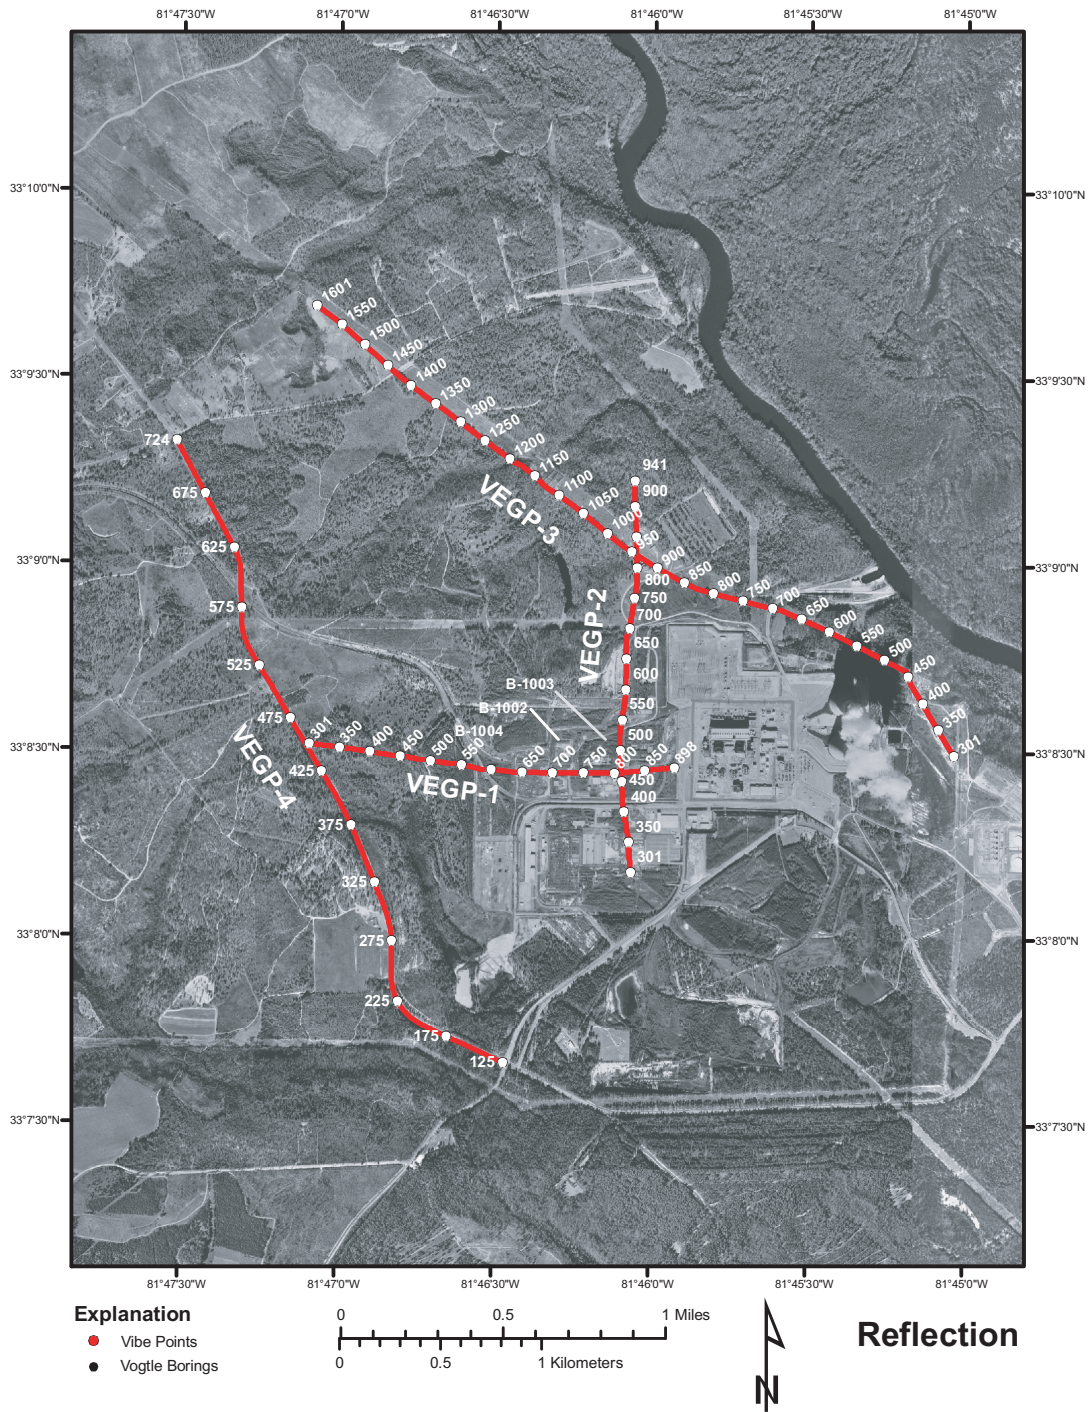 81°47'30"W 81°47'0"W 81°46'30"W 81°46'0"W 81°45'30"W 81°45'0"W
33°10'0"N
33°10'0"N
33°9'30"N
33°9'30"N
33°9'0"N
33°9'0"N
33°8'30"N
33°8'30"N
33°8'0"N
33°8'0"N
33°7'30"N
33°7'30"N
1601
1550
1500
1450
1400
1350
1300
1250
1200
1150
1100
1050
1000
950
900
850
800
750
700
650
600
550
500
450
400
350
301
VEGP-3
941
900
800
750
700
650
600
550
500
450
400
350
301
VEGP-2
B-1003
B-1002
B-1004
301
350
400
450
500
550
650
700
750
800
850
898
VEGP-1
724
675
625
575
525
475
425
375
325
275
225
175
125
VEGP-4
81°47'30"W 81°47'0"W 81°46'30"W 81°46'0"W 81°45'30"W 81°45'0"W
Explanation
Vibe Points
Vogtle Borings
0 0.5 1 Miles
0 0.5 1 Kilometers
N
Reflection